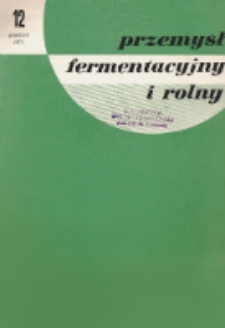 12
przemysł
fermentacyjny
i rolny